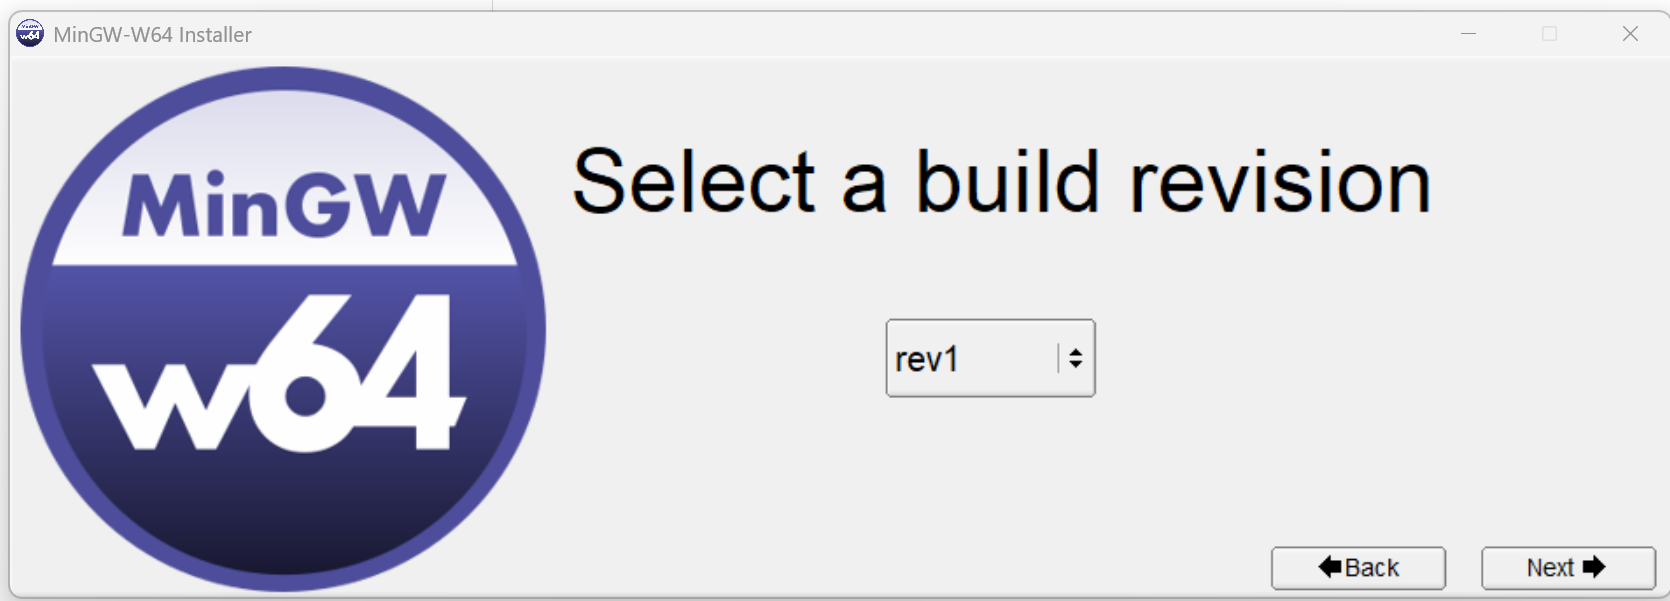 MinGW-W64 Installer
MinGW
w64
Select a build revision
rev1
Back
Next